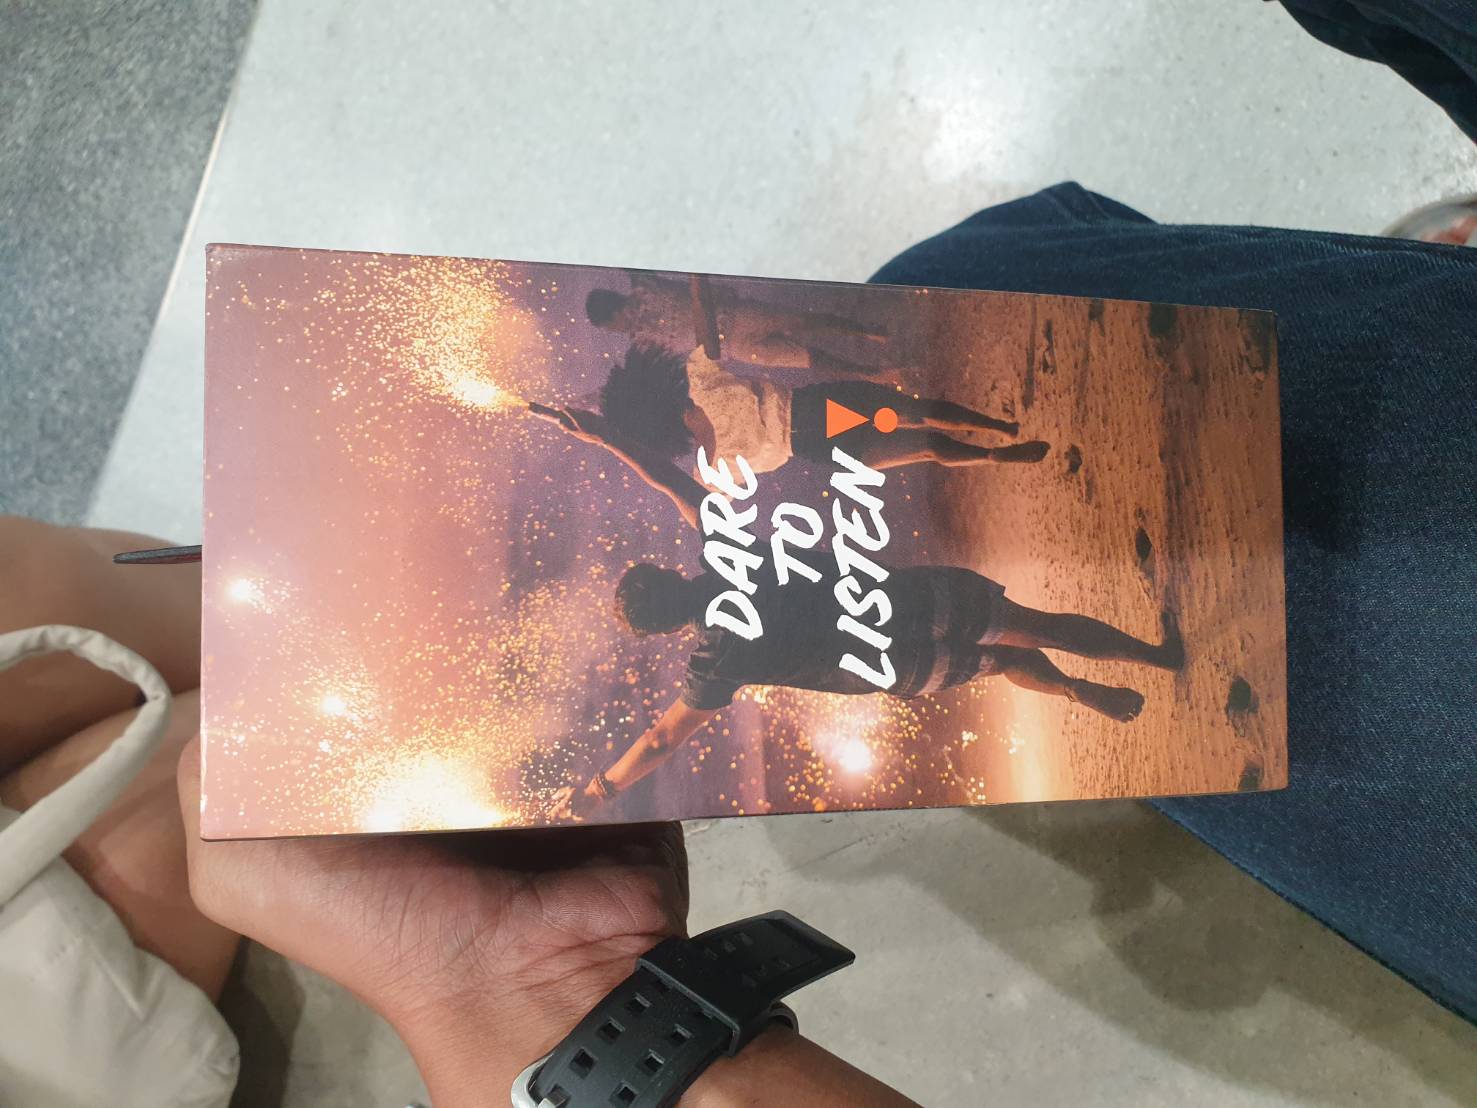 DARE
TO
LISTEN